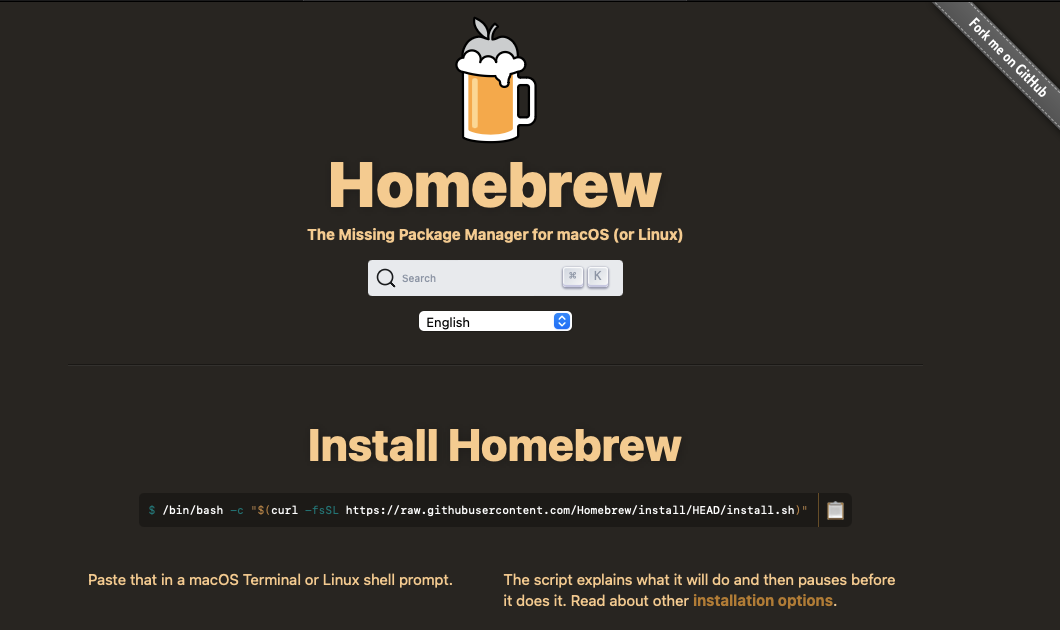 Fork me on GitHub
Homebrew
The Missing Package Manager for macOS (or Linux)
Search ⌘ K
English
Install Homebrew
$ /bin/bash -c "$(curl -fsSL https://raw.githubusercontent.com/Homebrew/install/HEAD/install.sh)"
Paste that in a macOS Terminal or Linux shell prompt.
The script explains what it will do and then pauses before
it does it. Read about other installation options.